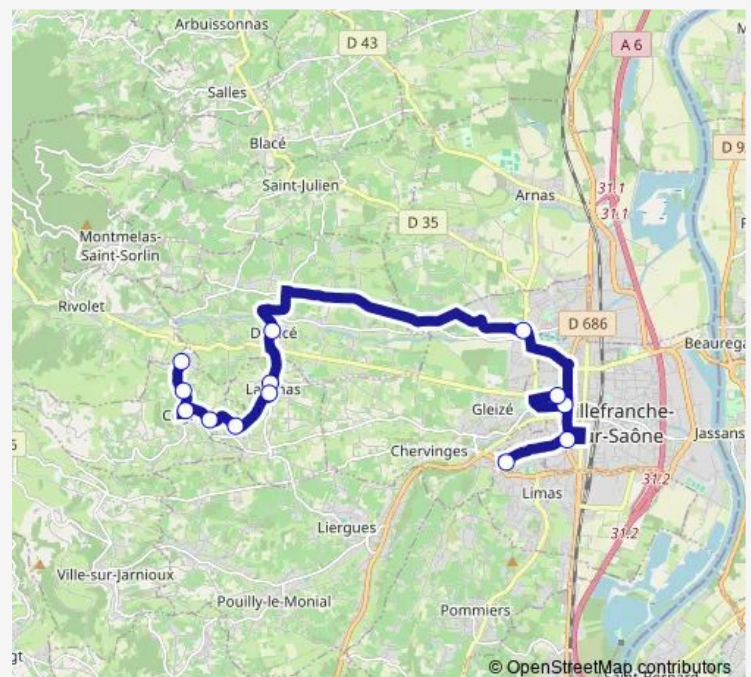 Arbuissonnas
D 43
A 6
Salles
Blacé
D 9
Saint-Julien
Arnas
31.1
31.1
D 35
Montmelas-
Saint-Sorlin
Rivolet
D 686
Beaurega
Gleizé
illefranche-
ur-Saône
Jassans
Chervinges
31.2
Limas
Liergues
31.2
Ville-sur-Jarnioux
Pouilly-le-Monial
Pommiers
© OpenStreetMap contributors